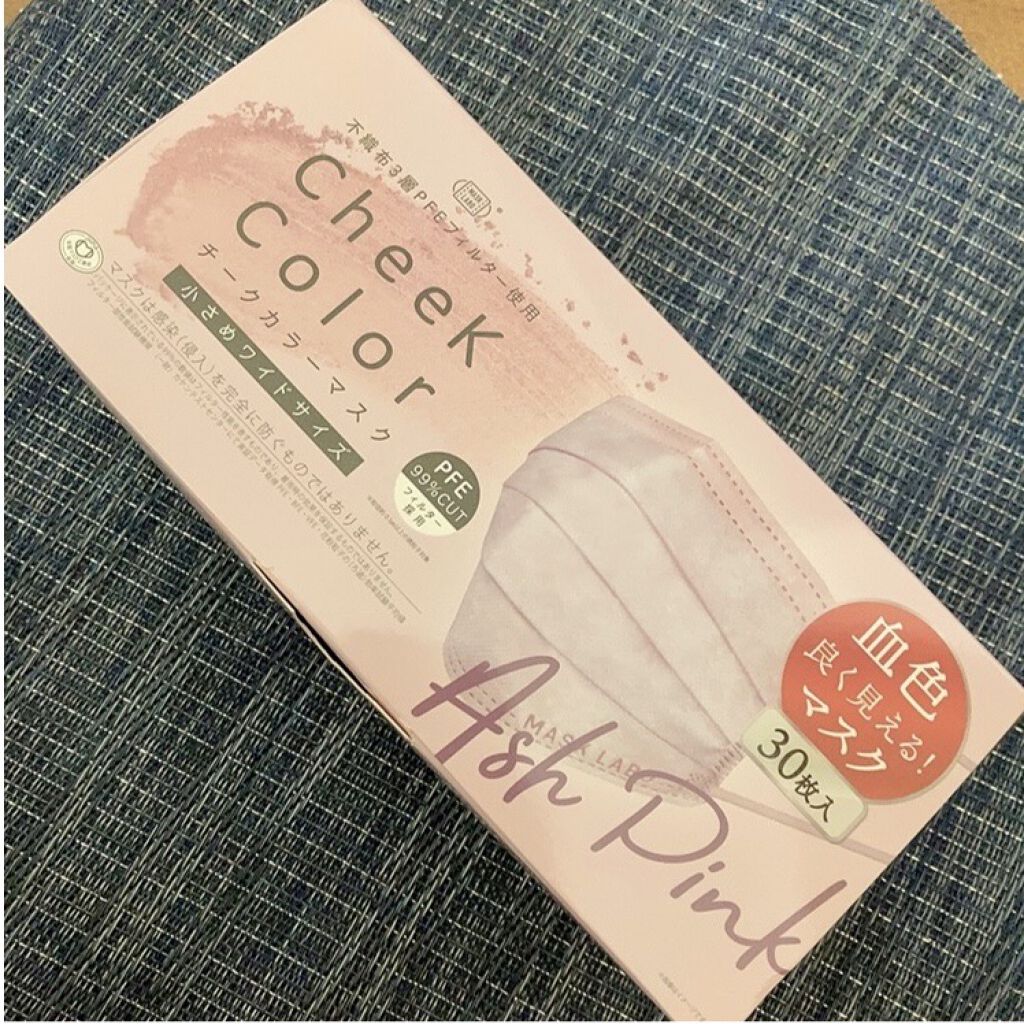 不織布3層PFEフィルター使用
MASK LAB
Cheek
Color
チークカラーマスク
小さめワイドサイズ
マスクは感染(侵入)を完全に防ぐものではありません。
PFE
99%CUT
フィルター
採用
血色
良く見える!
マスク
30枚入
MASK LAB
Ash Pink